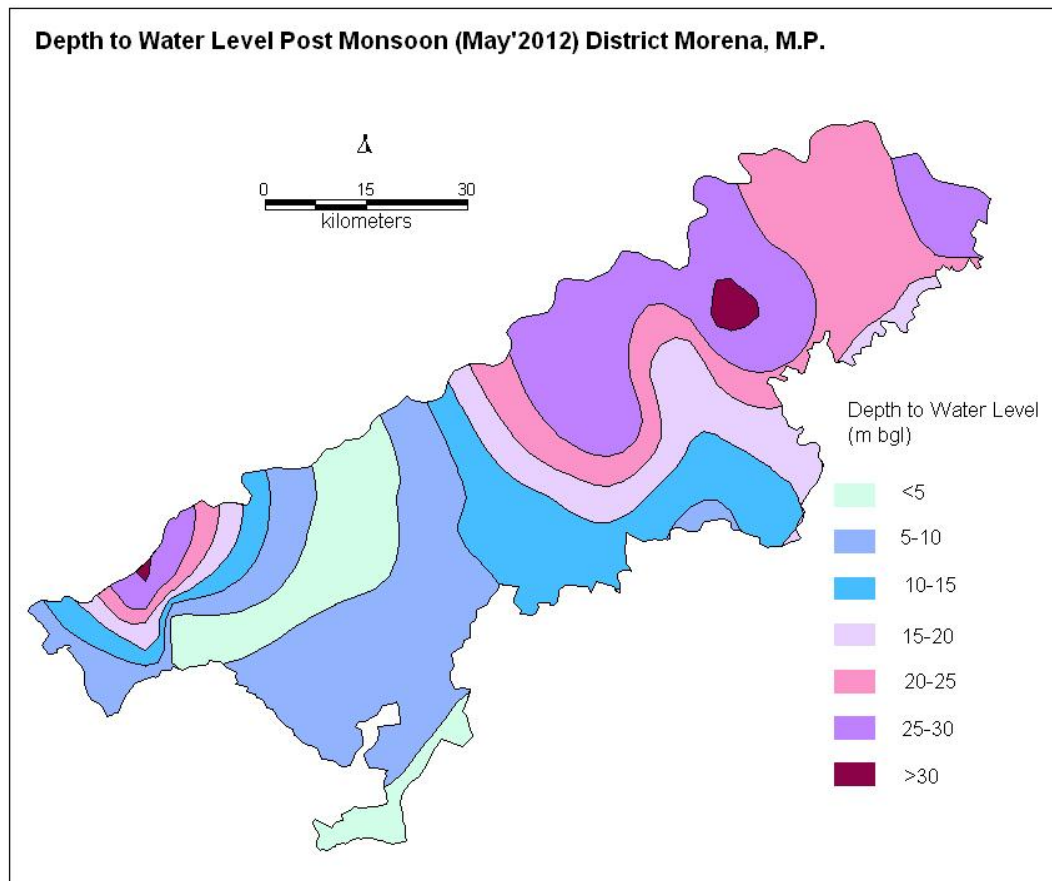 Depth to Water Level Post Monsoon (May'2012) District Morena, M.P.
0 15 30
kilometers
Depth to Water Level
(m bgl)
<5
5-10
10-15
15-20
20-25
25-30
>30